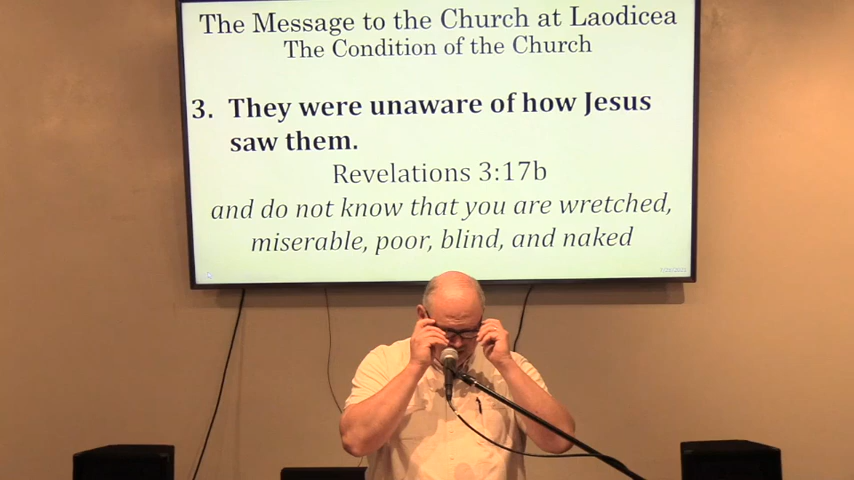 The Message to the Church at Laodicea
The Condition of the Church
3. They were unaware of how Jesus
saw them.
Revelations 3:17b
and do not know that you are wretched,
miserable, poor, blind, and naked